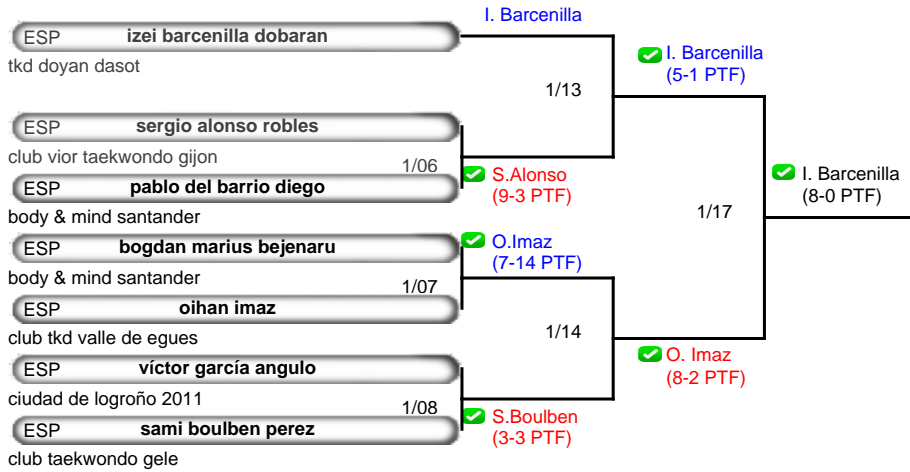 I. Barcenilla
ESP izei barcenilla dobaran
tkd doyan dasot
I. Barcenilla
(5-1 PTF)
1/13
ESP sergio alonso robles
club vior taekwondo gijon
1/06
S.Alonso
(9-3 PTF)
ESP pablo del barrio diego
body & mind santander
I. Barcenilla
(8-0 PTF)
1/17
ESP bogdan marius bejenaru
body & mind santander
O.Imaz
(7-14 PTF)
1/07
ESP oihan imaz
club tkd valle de egues
1/14
O. Imaz
(8-2 PTF)
ESP víctor garcía angulo
ciudad de logroño 2011
1/08
S.Boulben
(3-3 PTF)
ESP sami boulben perez
club taekwondo gele